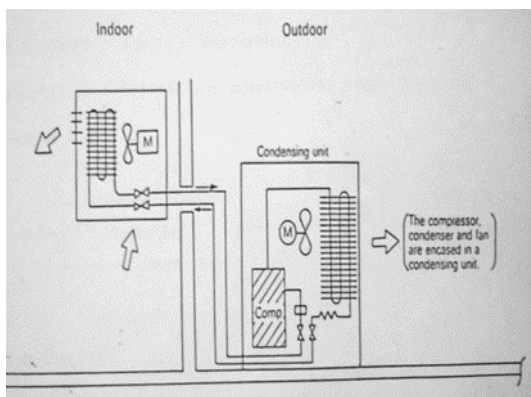 Indoor
Outdoor
M
Condensing unit
M
Comp
The compressor,
condenser and fan
are encased in a
condensing unit.